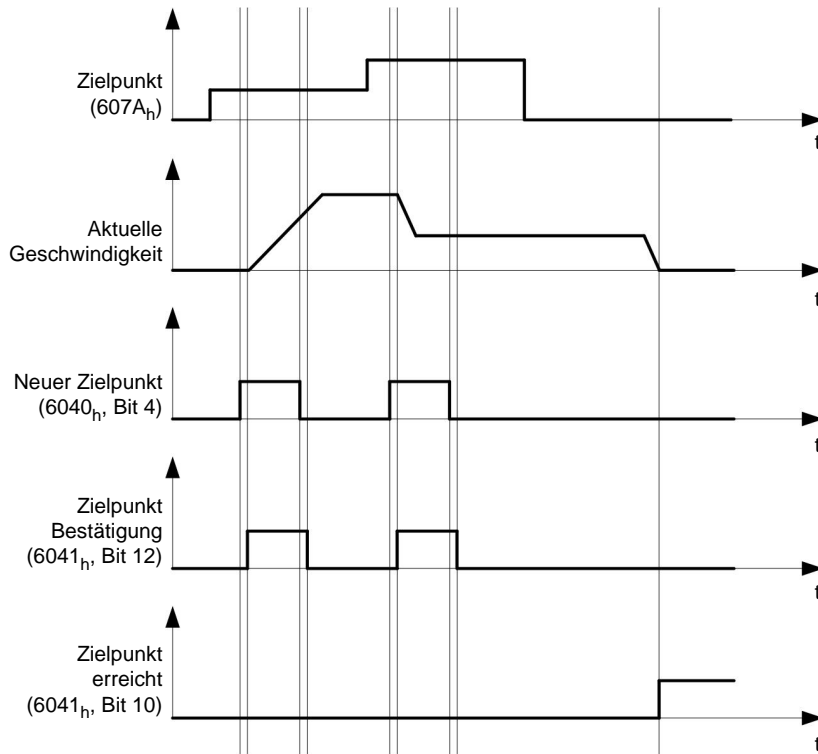 Zielpunkt
(607Aₕ)
t
Aktuelle
Geschwindigkeit
t
Neuer Zielpunkt
(6040ₕ, Bit 4)
t
Zielpunkt
Bestätigung
(6041ₕ, Bit 12)
t
Zielpunkt
erreicht
(6041ₕ, Bit 10)
t